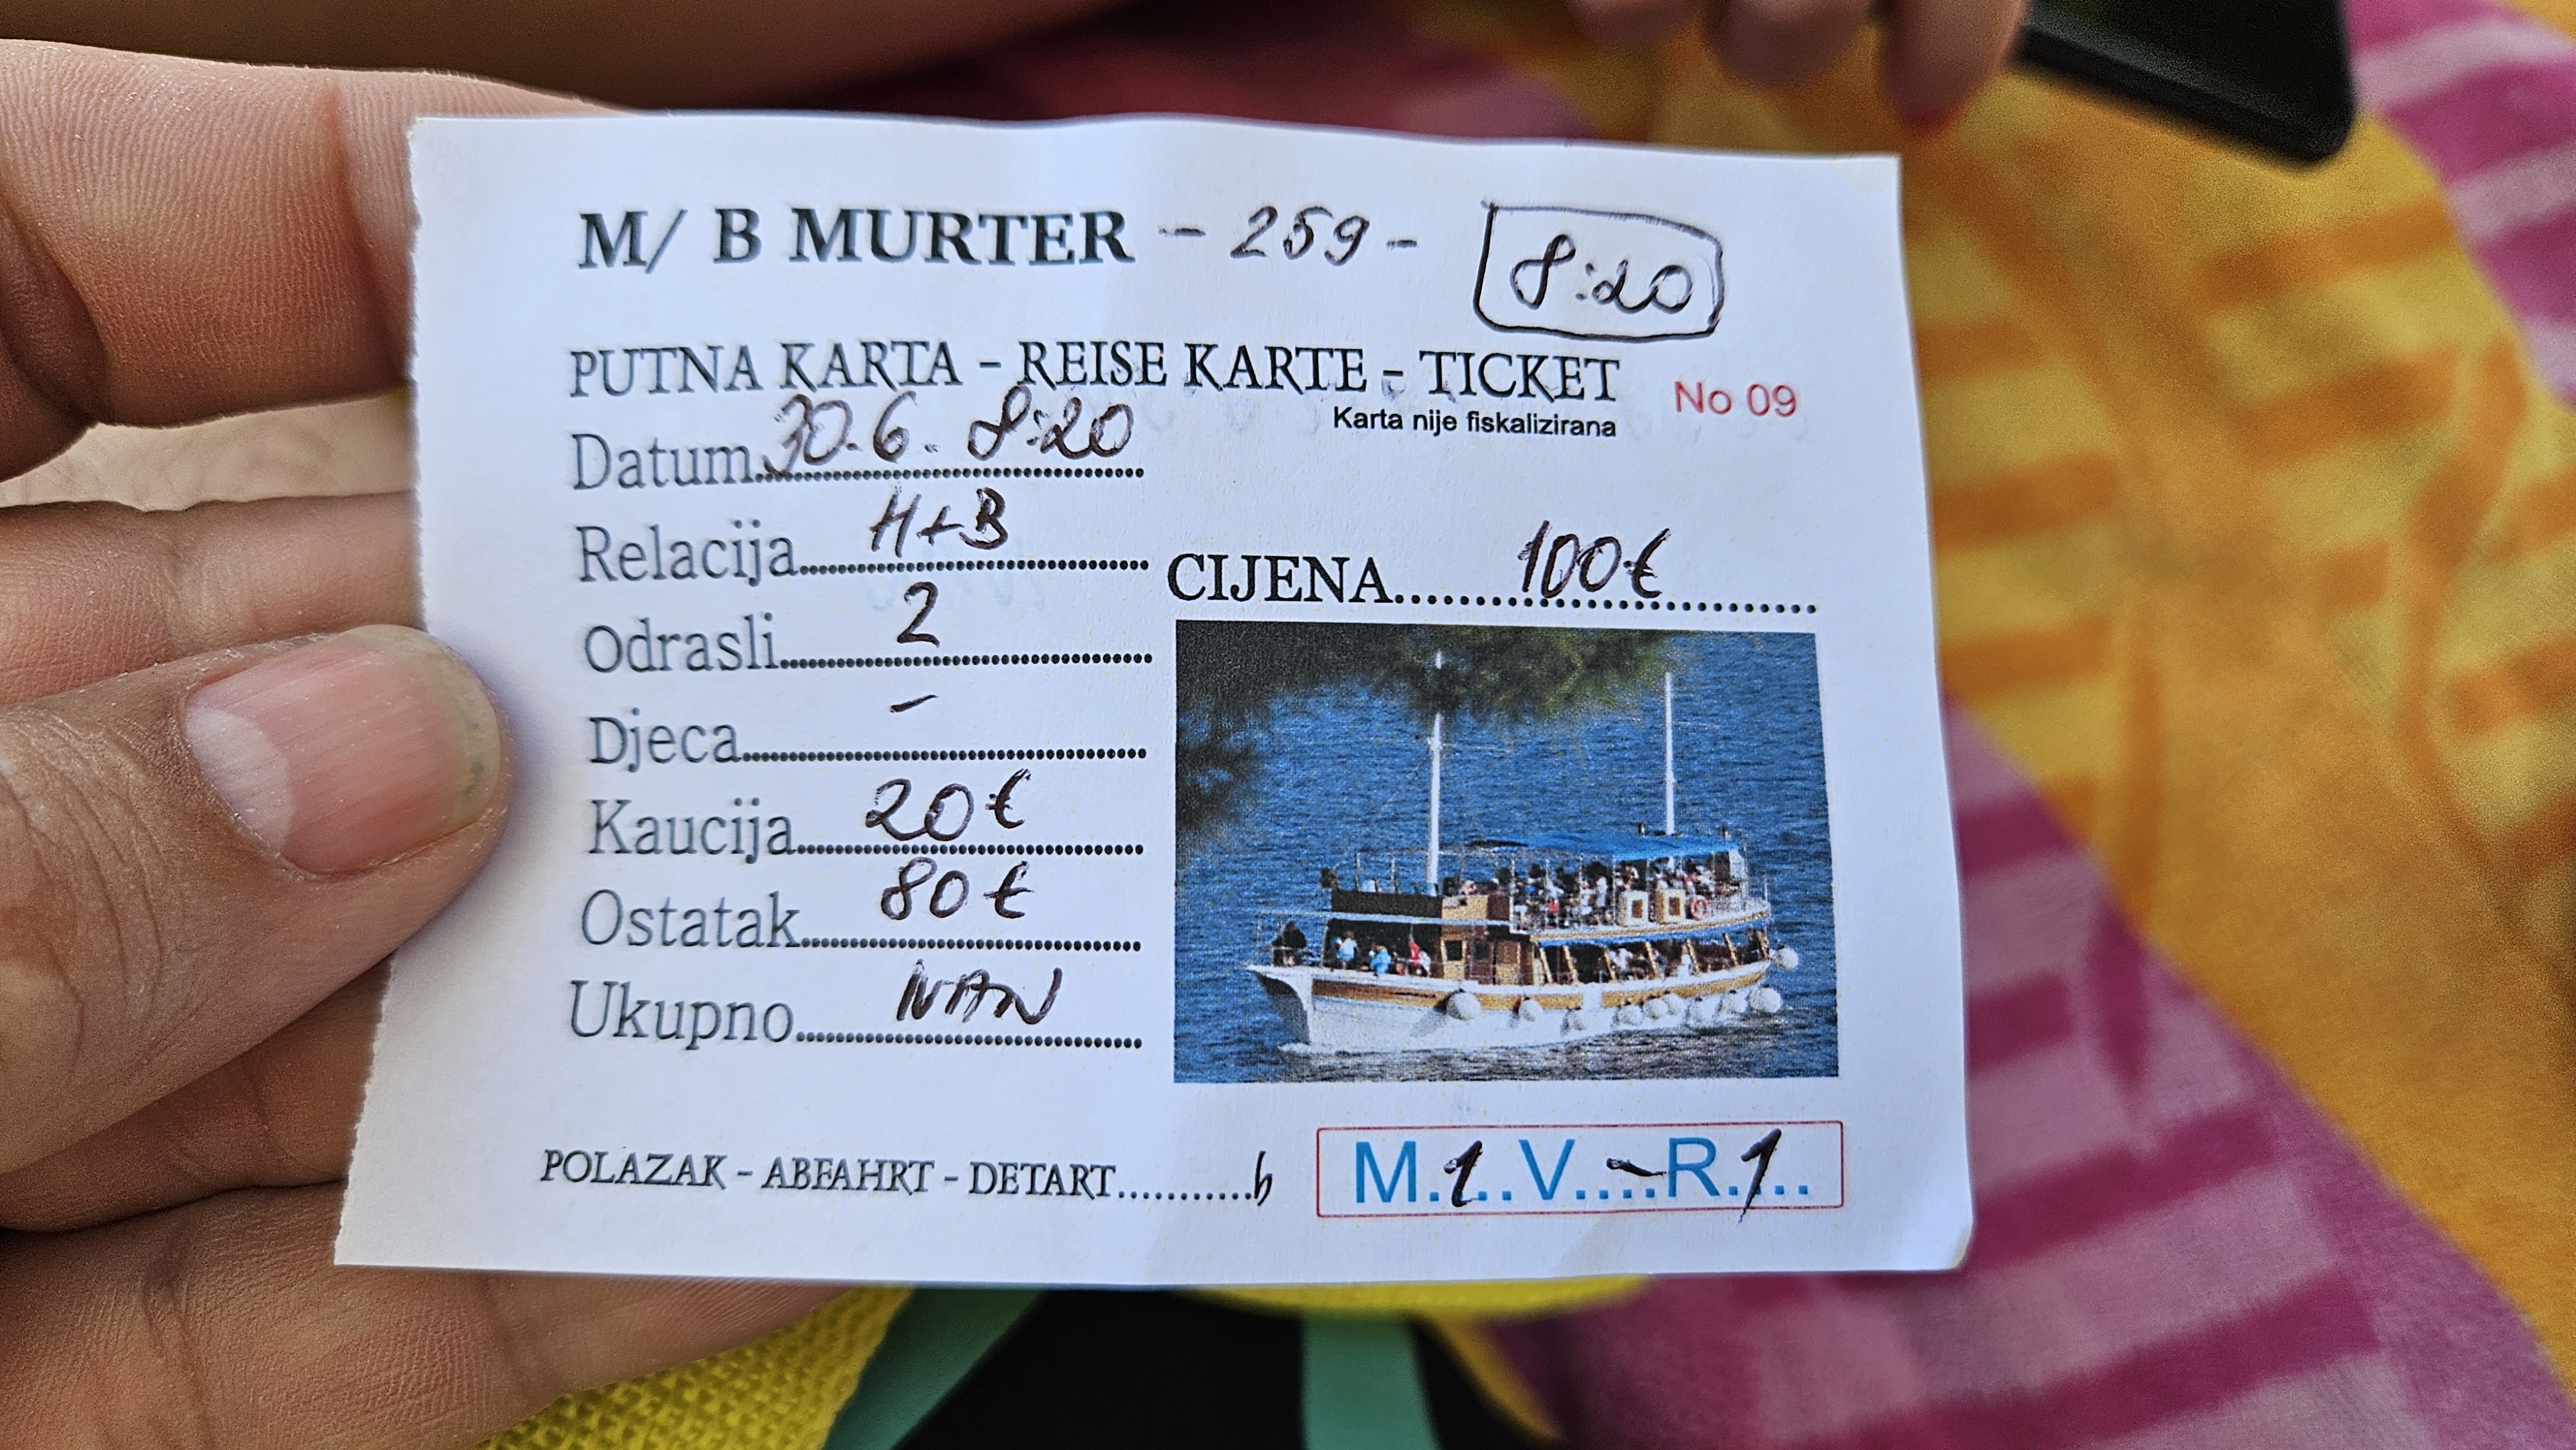 M/ B MURTER - 259 - 8:20
PUTNA KARTA - REISE KARTE - TICKET No 09
Karta nije fiskalizirana
Datum 30.6. 8:20
Relacija H+B
CIJENA 100€
Odrasli 2
Djeca -
Kaucija 20€
Ostatak 80€
Ukupno IVAN
POLAZAK - ABFAHRT - DETART...........h
M.1..V....-R.1...